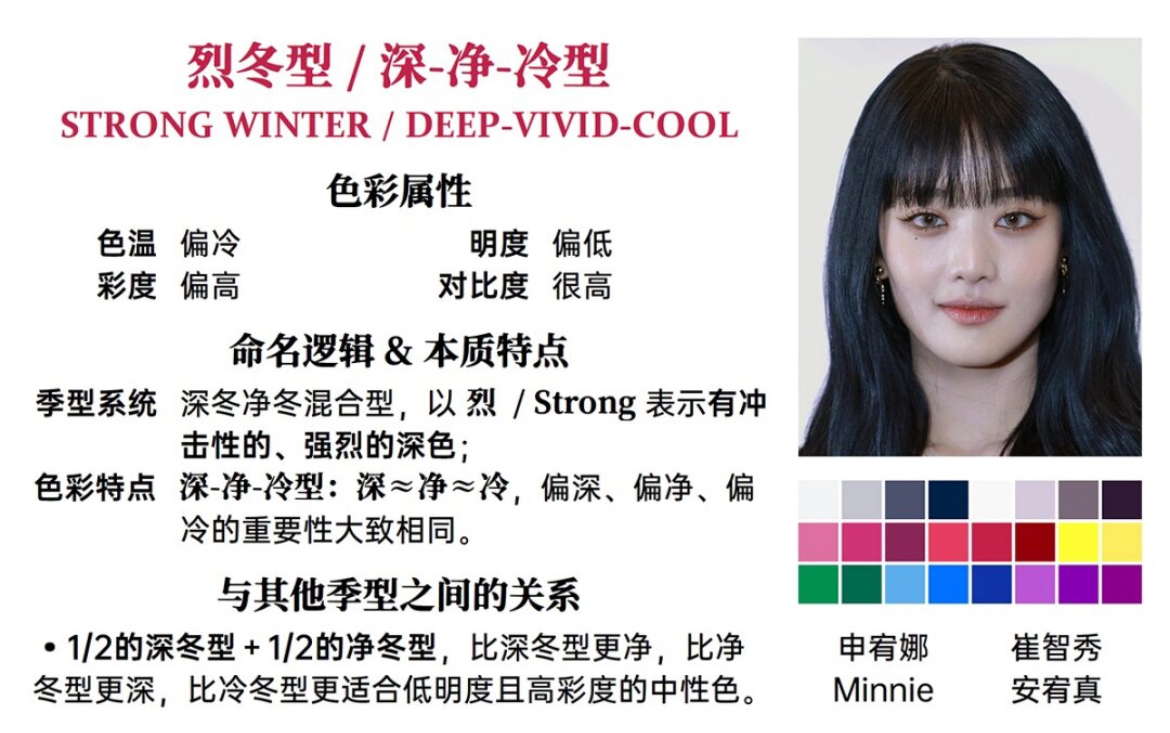 烈冬型 / 深-净-冷型
STRONG WINTER / DEEP-VIVID-COOL
色彩属性
色温 偏冷 明度 偏低
彩度 偏高 对比度 很高
命名逻辑 & 本质特点
季型系统 深冬净冬混合型，以 烈 / Strong 表示有冲
击性的、强烈的深色；
色彩特点 深-净-冷型：深≈净≈冷，偏深、偏净、偏
冷的重要性大致相同。
与其他季型之间的关系
• 1/2的深冬型 + 1/2的净冬型，比深冬型更净，比净
冬型更深，比冷冬型更适合低明度且高彩度的中性色。
申宥娜 崔智秀
Minnie 安宥真